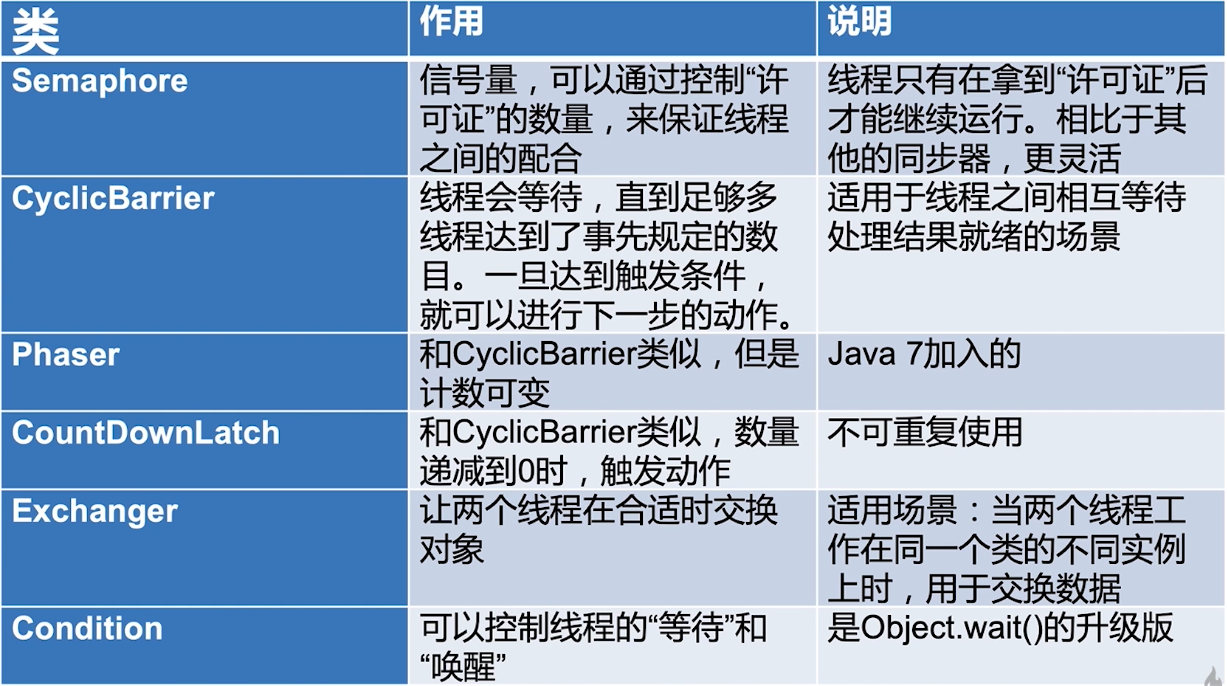 类
作用
说明
Semaphore
信号量，可以通过控制“许
可证”的数量，来保证线程
之间的配合
线程只有在拿到“许可证”后
才能继续运行。相比于其
他的同步器，更灵活
CyclicBarrier
线程会等待，直到足够多
线程达到了事先规定的数
目。一旦达到触发条件，
就可以进行下一步的动作。
适用于线程之间相互等待
处理结果就绪的场景
Phaser
和CyclicBarrier类似，但是
计数可变
Java 7加入的
CountDownLatch
和CyclicBarrier类似，数量
递减到0时，触发动作
不可重复使用
Exchanger
让两个线程在合适时交换
对象
适用场景：当两个线程工
作在同一个类的不同实例
上时，用于交换数据
Condition
可以控制线程的“等待”和
“唤醒”
是Object.wait()的升级版